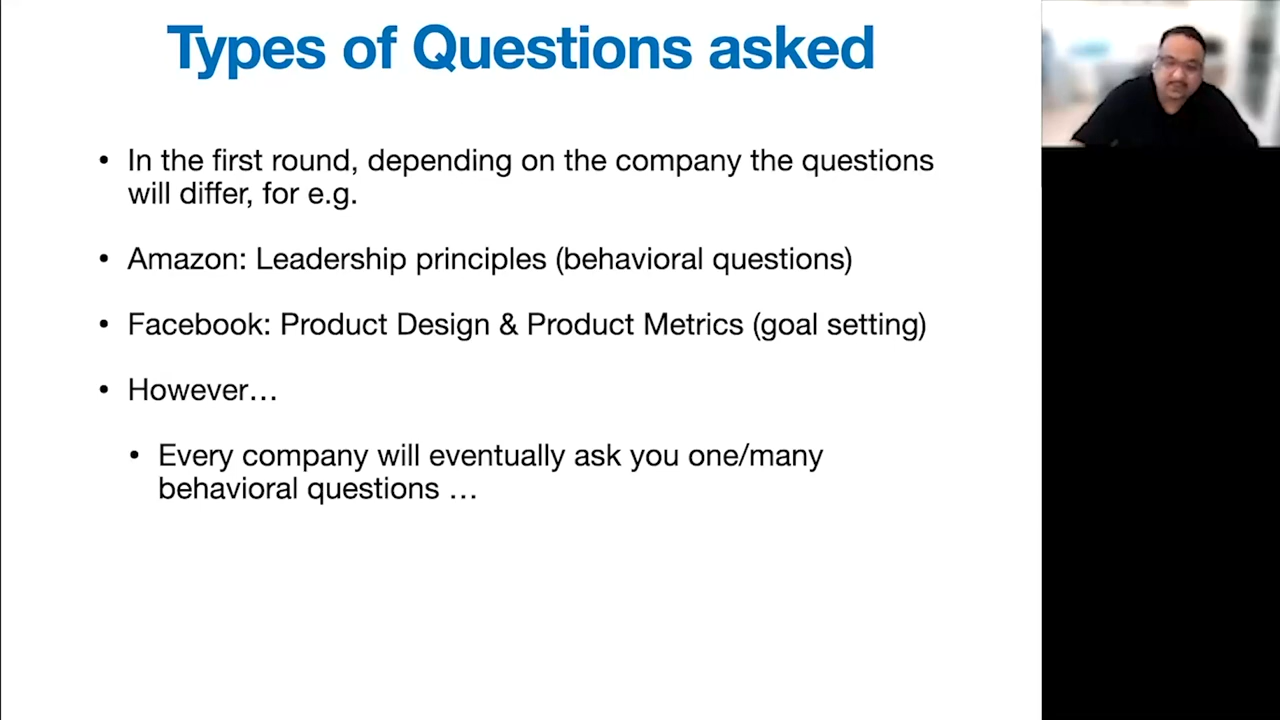 Types of Questions asked
• In the first round, depending on the company the questions
will differ, for e.g.
• Amazon: Leadership principles (behavioral questions)
• Facebook: Product Design & Product Metrics (goal setting)
• However…
• Every company will eventually ask you one/many
behavioral questions …